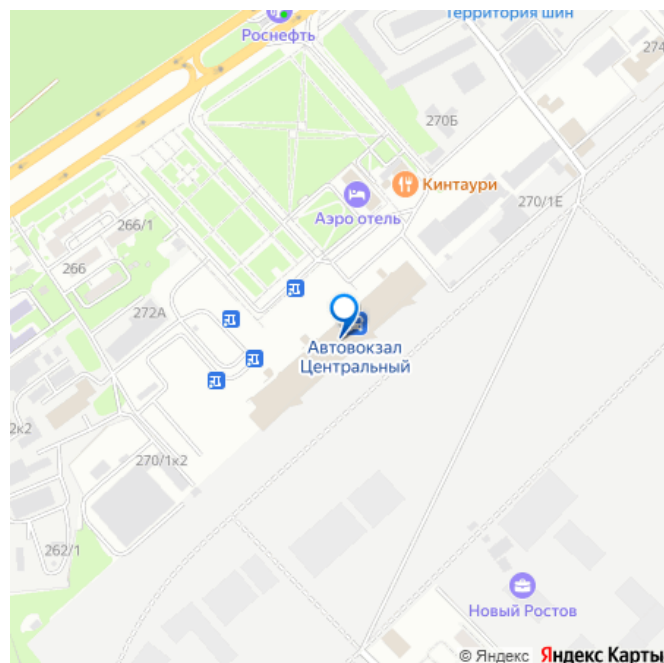 Территория шин
Роснефть
274
270Б
Кинтаури
Аэро отель
270/1Е
266/1
266
272А
Автовокзал
Центральный
2к2
270/1к2
262/1
Новый Ростов
© Яндекс Яндекс Карты